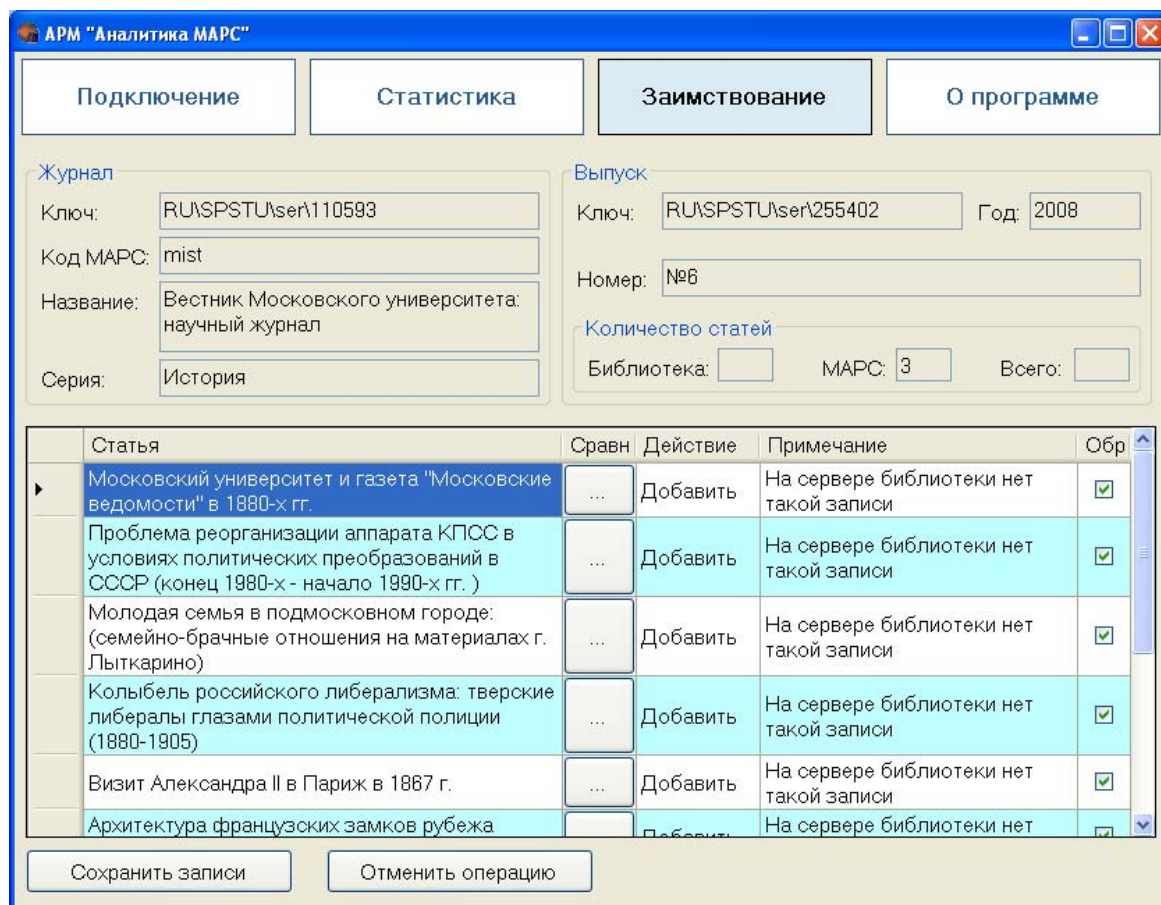 АРМ "Аналитика МАРС"
Подключение
Статистика
Заимствование
О программе
Журнал
Ключ:
RU\SPSTU\ser\110593
Код МАРС:
mist
Название:
Вестник Московского университета:
научный журнал
Серия:
История
Выпуск
Ключ:
RU\SPSTU\ser\255402
Год:
2008
Номер:
№6
Количество статей
Библиотека:
МАРС:
3
Всего:
Статья
Сравн
Действие
Примечание
Обр
Московский университет и газета "Московские
ведомости" в 1880-х гг.
...
Добавить
На сервере библиотеки нет
такой записи
Проблема реорганизации аппарата КПСС в
условиях политических преобразований в
СССР (конец 1980-х - начало 1990-х гг. )
...
Добавить
На сервере библиотеки нет
такой записи
Молодая семья в подмосковном городе:
(семейно-брачные отношения на материалах г.
Лыткарино)
...
Добавить
На сервере библиотеки нет
такой записи
Колыбель российского либерализма: тверские
либералы глазами политической полиции
(1880-1905)
...
Добавить
На сервере библиотеки нет
такой записи
Визит Александра II в Париж в 1867 г.
...
Добавить
На сервере библиотеки нет
такой записи
Архитектура французских замков рубежа
Добавить
На сервере библиотеки нет
Сохранить записи
Отменить операцию